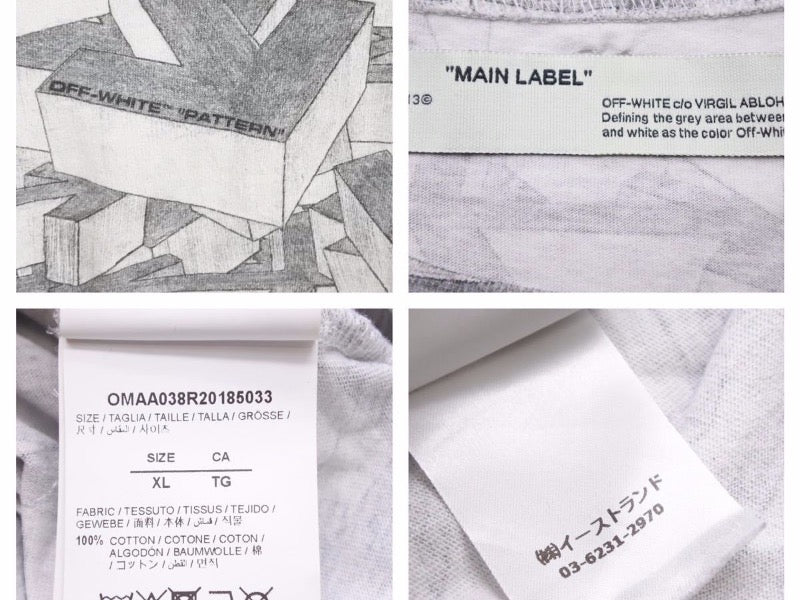 OFF-WHITE™ "PATTERN"
"MAIN LABEL"
13©
OFF-WHITE c/o VIRGIL ABLOH
Defining the grey area between
and white as the color Off-Whi
OMAA038R20185033
SIZE / TAGLIA / TAILLE / TALLA / GRÖSSE /
尺寸 / المقاس / 사이즈
SIZE CA
XL TG
FABRIC / TESSUTO / TISSUS / TEJIDO /
GEWEBE / 面料 / 本体 / قماش / 직물
100% COTTON / COTONE / COTON /
ALGODÓN / BAUMWOLLE / 棉
/ コットン / القطن / 면직
㈱イーストランド
03-6231-2970